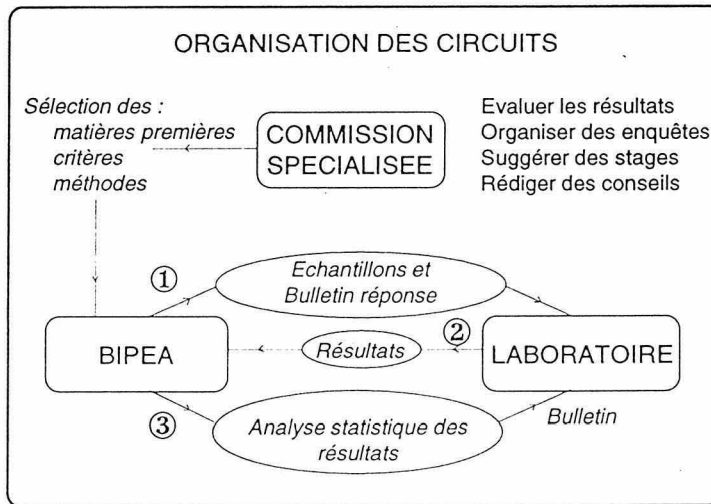 ORGANISATION DES CIRCUITS
Sélection des :
matières premières
critères
méthodes
COMMISSION
SPECIALISEE
Evaluer les résultats
Organiser des enquêtes
Suggérer des stages
Rédiger des conseils
①
Echantillons et
Bulletin réponse
BIPEA
Résultats
②
LABORATOIRE
③
Analyse statistique des
résultats
Bulletin